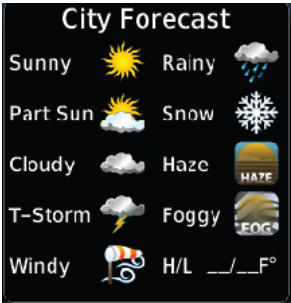 City Forecast
Sunny Rainy
Part Sun Snow
Cloudy Haze HAZE
T-Storm Foggy FOG
Windy H/L __/__F°